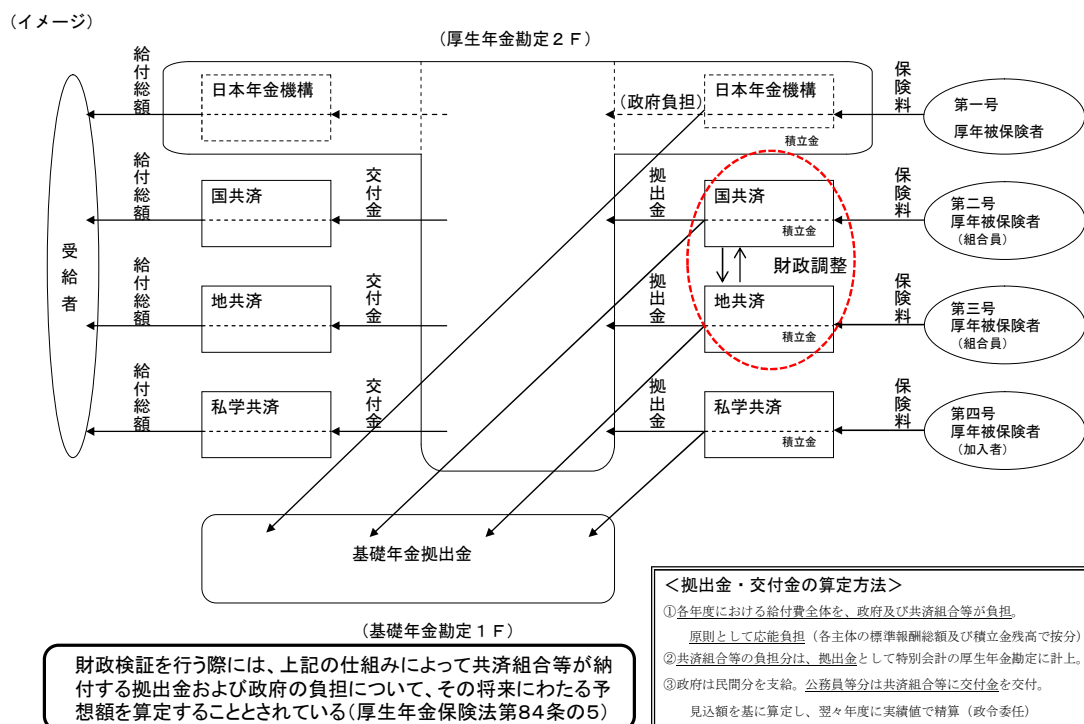 （イメージ）
（厚生年金勘定２Ｆ）
給付総額
日本年金機構
（政府負担）
日本年金機構
積立金
保険料
第一号
厚年被保険者
給付総額
国共済
交付金
拠出金
国共済
積立金
保険料
第二号
厚年被保険者
（組合員）
受給者
財政調整
給付総額
地共済
交付金
拠出金
地共済
積立金
保険料
第三号
厚年被保険者
（組合員）
給付総額
私学共済
交付金
拠出金
私学共済
積立金
保険料
第四号
厚年被保険者
（加入者）
基礎年金拠出金
（基礎年金勘定１Ｆ）
財政検証を行う際には、上記の仕組みによって共済組合等が納
付する拠出金および政府の負担について、その将来にわたる予
想額を算定することとされている（厚生年金保険法第８４条の５）
＜拠出金・交付金の算定方法＞
①各年度における給付費全体を、政府及び共済組合等が負担。
原則として応能負担（各主体の標準報酬総額及び積立金残高で按分）
②共済組合等の負担分は、拠出金として特別会計の厚生年金勘定に計上。
③政府は民間分を支給。公務員等分は共済組合等に交付金を交付。
見込額を基に算定し、翌々年度に実績値で精算（政令委任）